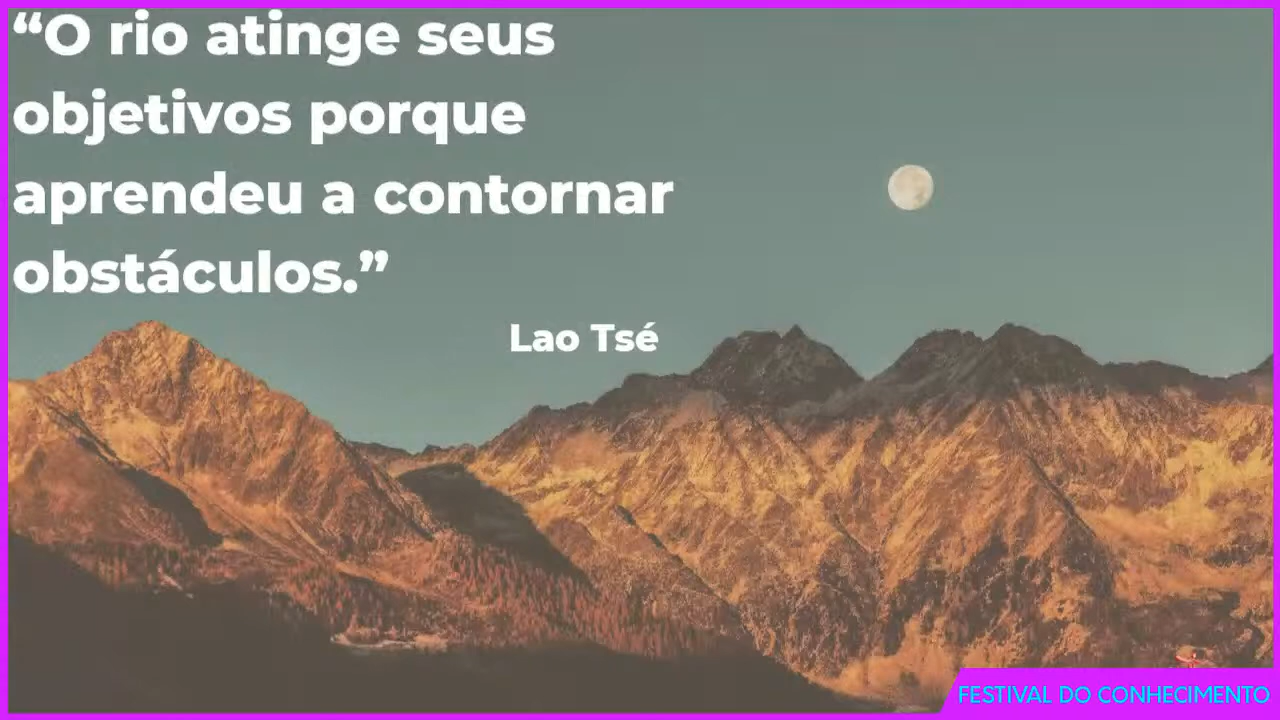 “O rio atinge seus
objetivos porque
aprendeu a contornar
obstáculos.”
Lao Tsé
FESTIVAL DO CONHECIMENTO